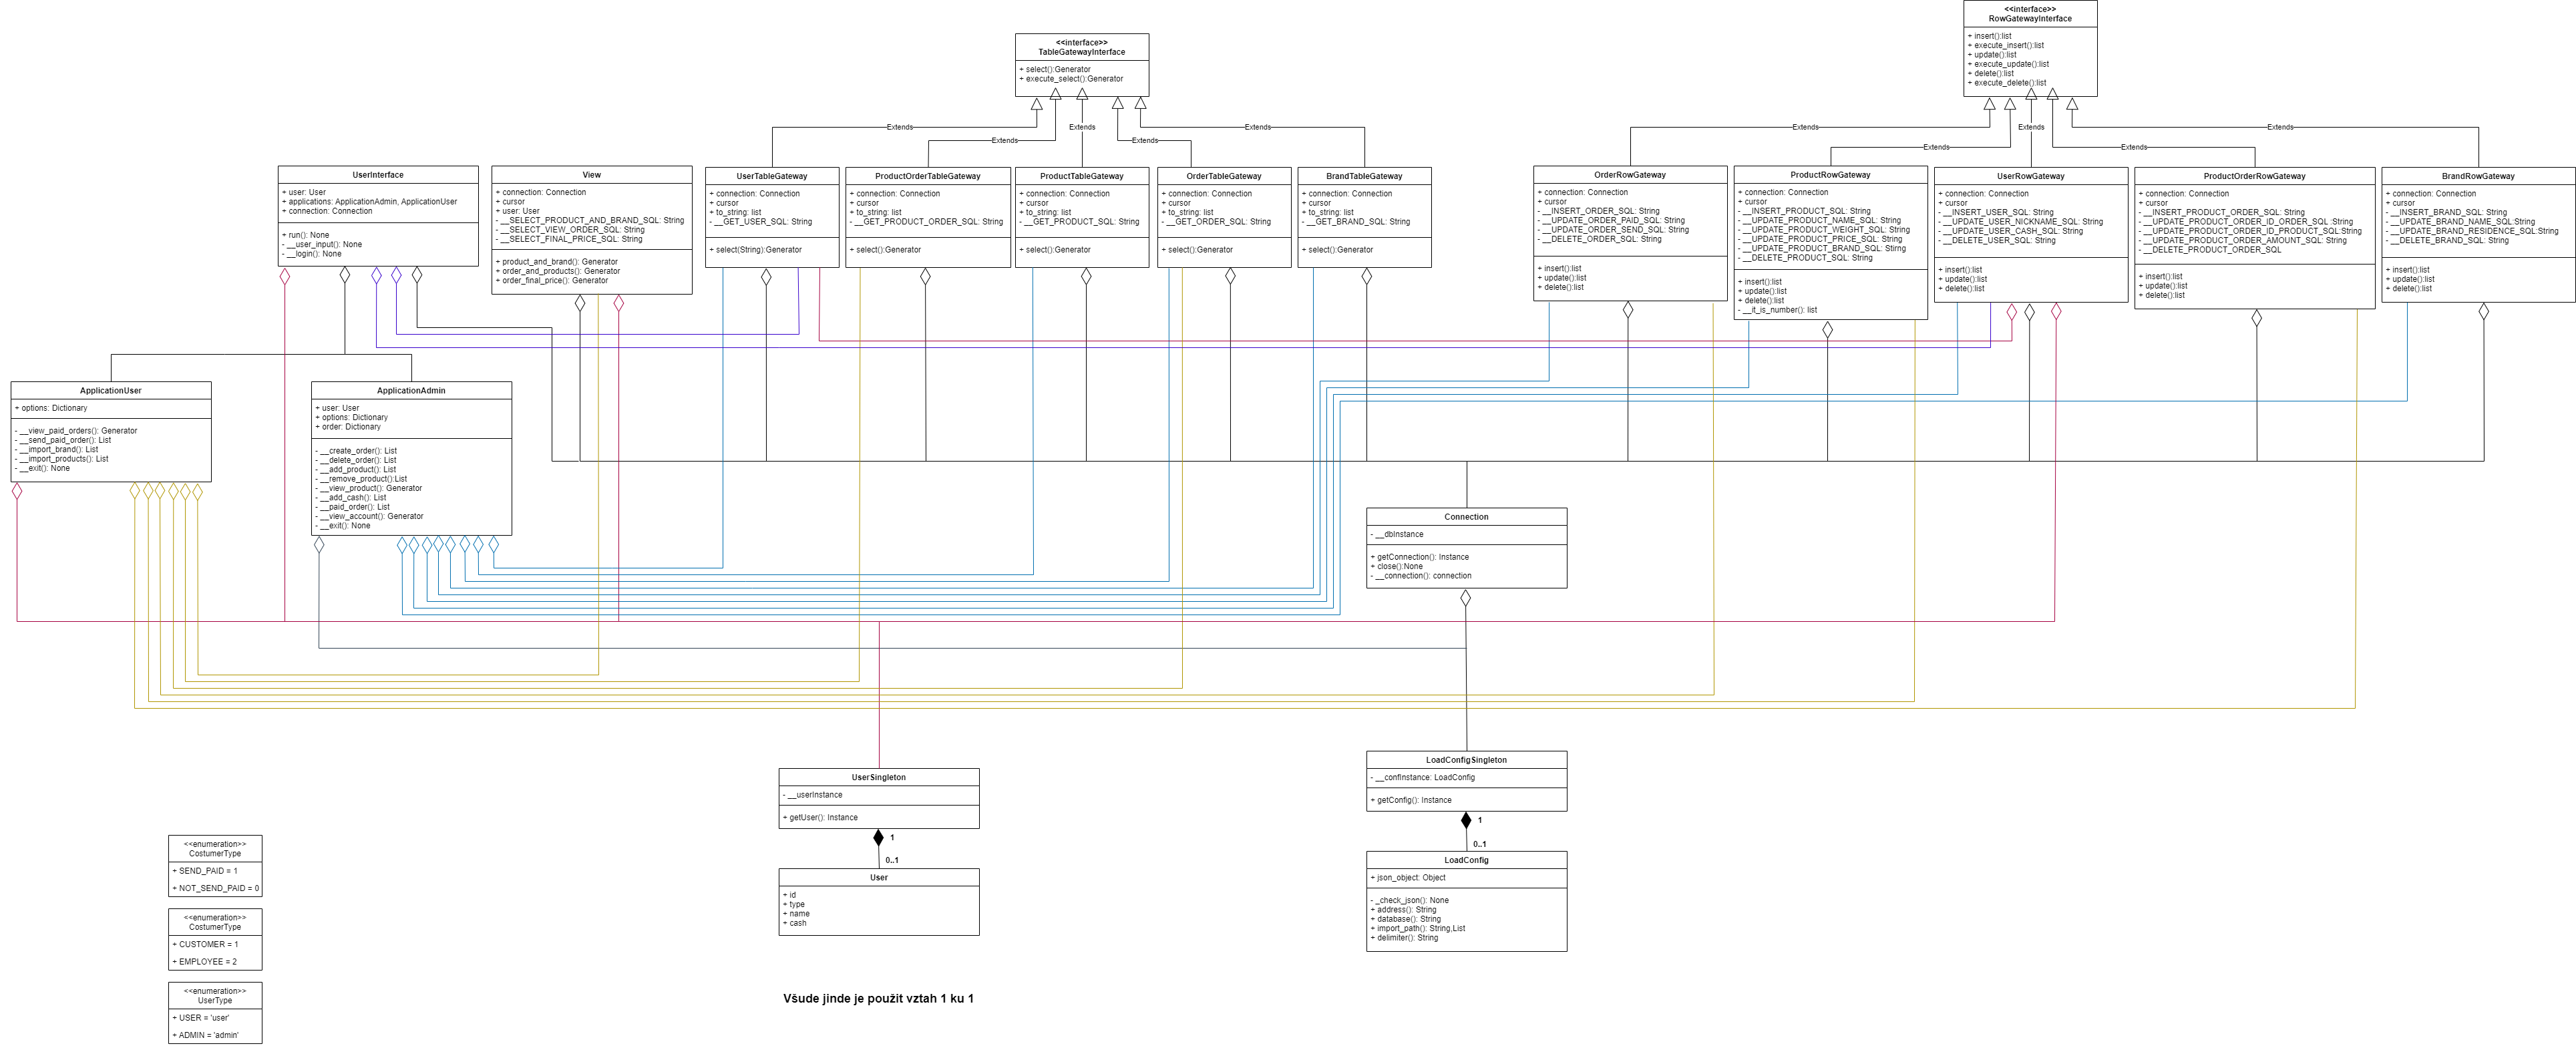 <<interface>>
RowGatewayInterface
+ insert():list
+ execute_insert():list
+ update():list
+ execute_update():list
+ delete():list
+ execute_delete():list
<<interface>>
TableGatewayInterface
+ select():Generator
+ execute_select():Generator
Extends
Extends
Extends
Extends
Extends
Extends
Extends
Extends
Extends
Extends
UserInterface
+ user: User
+ applications: ApplicationAdmin, ApplicationUser
+ connection: Connection
+ run(): None
- __user_input(): None
- __login(): None
View
+ connection: Connection
+ cursor
+ user: User
- __SELECT_PRODUCT_AND_BRAND_SQL: String
- __SELECT_VIEW_ORDER_SQL: String
- __SELECT_FINAL_PRICE_SQL: String
+ product_and_brand(): Generator
+ order_and_products(): Generator
+ order_final_price(): Generator
UserTableGateway
+ connection: Connection
+ cursor
+ to_string: list
- __GET_USER_SQL: String
+ select(String):Generator
ProductOrderTableGateway
+ connection: Connection
+ cursor
+ to_string: list
- __GET_PRODUCT_ORDER_SQL: String
+ select():Generator
ProductTableGateway
+ connection: Connection
+ cursor
+ to_string: list
- __GET_PRODUCT_SQL: String
+ select():Generator
OrderTableGateway
+ connection: Connection
+ cursor
+ to_string: list
- __GET_ORDER_SQL: String
+ select():Generator
BrandTableGateway
+ connection: Connection
+ cursor
+ to_string: list
- __GET_BRAND_SQL: String
+ select():Generator
OrderRowGateway
+ connection: Connection
+ cursor
- __INSERT_ORDER_SQL: String
- __UPDATE_ORDER_PAID_SQL: String
- __UPDATE_ORDER_SEND_SQL: String
- __DELETE_ORDER_SQL: String
+ insert():list
+ update():list
+ delete():list
ProductRowGateway
+ connection: Connection
+ cursor
- __INSERT_PRODUCT_SQL: String
- __UPDATE_PRODUCT_NAME_SQL: String
- __UPDATE_PRODUCT_WEIGHT_SQL: String
- __UPDATE_PRODUCT_PRICE_SQL: String
- __UPDATE_PRODUCT_BRAND_SQL: String
- __DELETE_PRODUCT_SQL: String
+ insert():list
+ update():list
+ delete():list
- __it_is_number(): list
UserRowGateway
+ connection: Connection
+ cursor
- __INSERT_USER_SQL: String
- __UPDATE_USER_NICKNAME_SQL: String
- __UPDATE_USER_CASH_SQL: String
- __DELETE_USER_SQL: String
+ insert():list
+ update():list
+ delete():list
ProductOrderRowGateway
+ connection: Connection
+ cursor
- __INSERT_PRODUCT_ORDER_SQL: String
- __UPDATE_PRODUCT_ORDER_ID_ORDER_SQL :String
- __UPDATE_PRODUCT_ORDER_ID_PRODUCT_SQL:String
- __UPDATE_PRODUCT_ORDER_AMOUNT_SQL: String
- __DELETE_PRODUCT_ORDER_SQL
+ insert():list
+ update():list
+ delete():list
BrandRowGateway
+ connection: Connection
+ cursor
- __INSERT_BRAND_SQL: String
- __UPDATE_BRAND_NAME_SQL:String
- __UPDATE_BRAND_RESIDENCE_SQL:String
- __DELETE_BRAND_SQL: String
+ insert():list
+ update():list
+ delete():list
ApplicationUser
+ options: Dictionary
- __view_paid_orders(): Generator
- __send_paid_order(): List
- __import_brand(): List
- __import_products(): List
- __exit(): None
ApplicationAdmin
+ user: User
+ options: Dictionary
+ order: Dictionary
- __create_order(): List
- __delete_order(): List
- __add_product(): List
- __remove_product():List
- __view_product(): Generator
- __add_cash(): List
- __paid_order(): List
- __view_account(): Generator
- __exit(): None
Connection
- __dbInstance
+ getConnection(): Instance
+ close():None
- __connection(): connection
UserSingleton
- __userInstance
+ getUser(): Instance
1
0..1
User
+ id
+ type
+ name
+ cash
LoadConfigSingleton
- __confInstance: LoadConfig
+ getConfig(): Instance
1
0..1
LoadConfig
+ json_object: Object
- _check_json(): None
+ address(): String
+ database(): String
+ import_path(): String,List
+ delimiter(): String
<<enumeration>>
CostumerType
+ SEND_PAID = 1
+ NOT_SEND_PAID = 0
<<enumeration>>
CostumerType
+ CUSTOMER = 1
+ EMPLOYEE = 2
<<enumeration>>
UserType
+ USER = 'user'
+ ADMIN = 'admin'
Všude jinde je použit vztah 1 ku 1